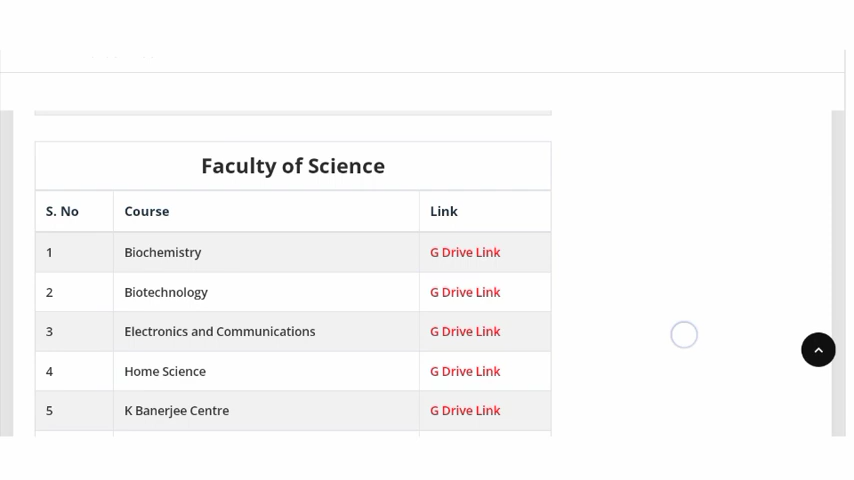 Faculty of Science
S. No Course Link
1 Biochemistry G Drive Link
2 Biotechnology G Drive Link
3 Electronics and Communications G Drive Link
4 Home Science G Drive Link
5 K Banerjee Centre G Drive Link